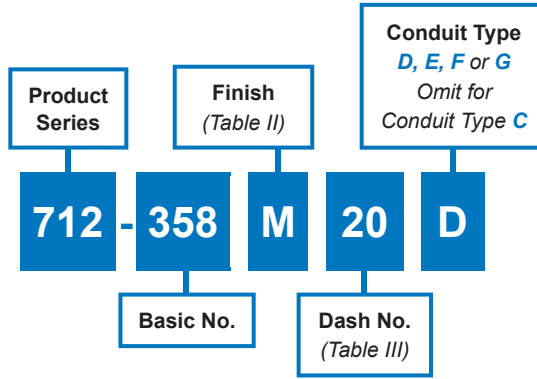 Conduit Type
D, E, F or G
Omit for
Conduit Type C
Product
Series
Finish
(Table II)
712 - 358 M 20 D
Basic No.
Dash No.
(Table III)